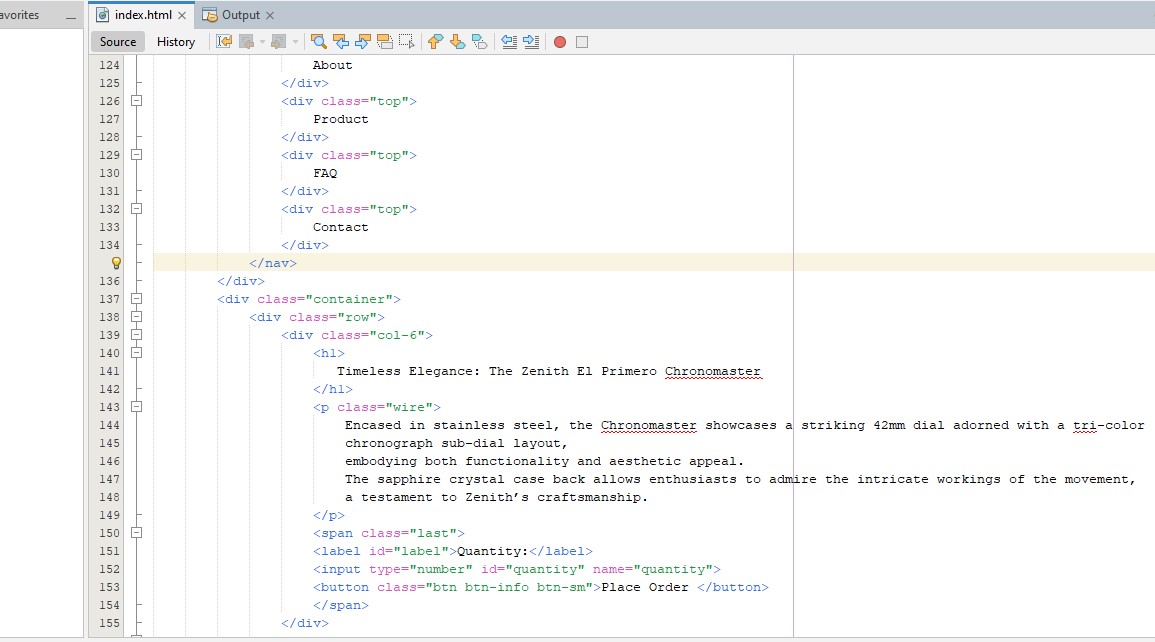 avorites
index.html
Output
Source History
124 About
125 </div>
126 <div class="top">
127 Product
128 </div>
129 <div class="top">
130 FAQ
131 </div>
132 <div class="top">
133 Contact
134 </div>
</nav>
136 </div>
137 <div class="container">
138 <div class="row">
139 <div class="col-6">
140 <h1>
141 Timeless Elegance: The Zenith El Primero Chronomaster
142 </h1>
143 <p class="wire">
144 Encased in stainless steel, the Chronomaster showcases a striking 42mm dial adorned with a tri-color
145 chronograph sub-dial layout,
146 embodying both functionality and aesthetic appeal.
147 The sapphire crystal case back allows enthusiasts to admire the intricate workings of the movement,
148 a testament to Zenith’s craftsmanship.
149 </p>
150 <span class="last">
151 <label id="label">Quantity:</label>
152 <input type="number" id="quantity" name="quantity">
153 <button class="btn btn-info btn-sm">Place Order </button>
154 </span>
155 </div>